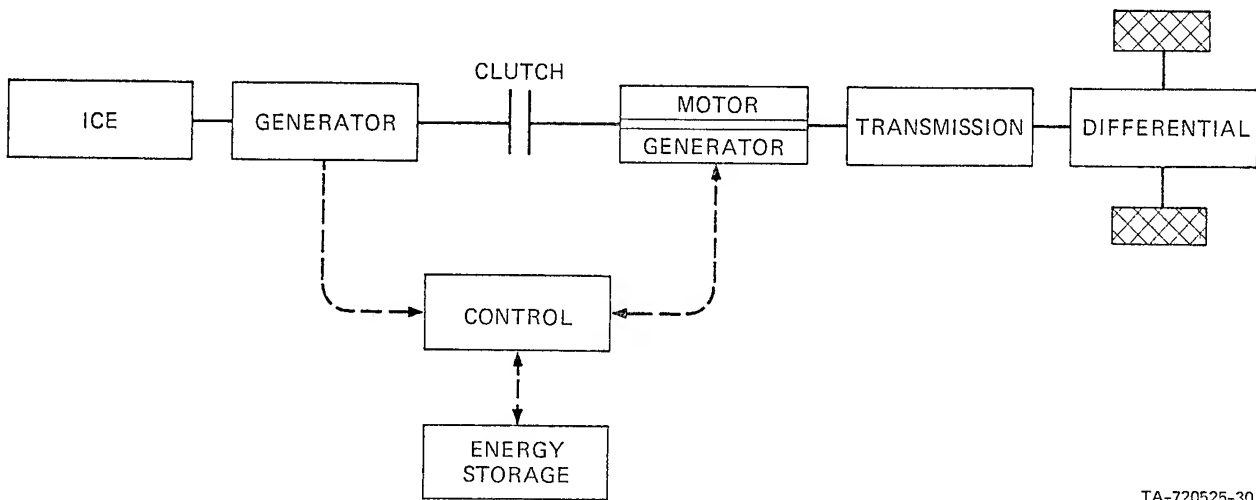 CLUTCH
ICE
GENERATOR
MOTOR
GENERATOR
TRANSMISSION
DIFFERENTIAL
CONTROL
ENERGY
STORAGE
TA-720525-30